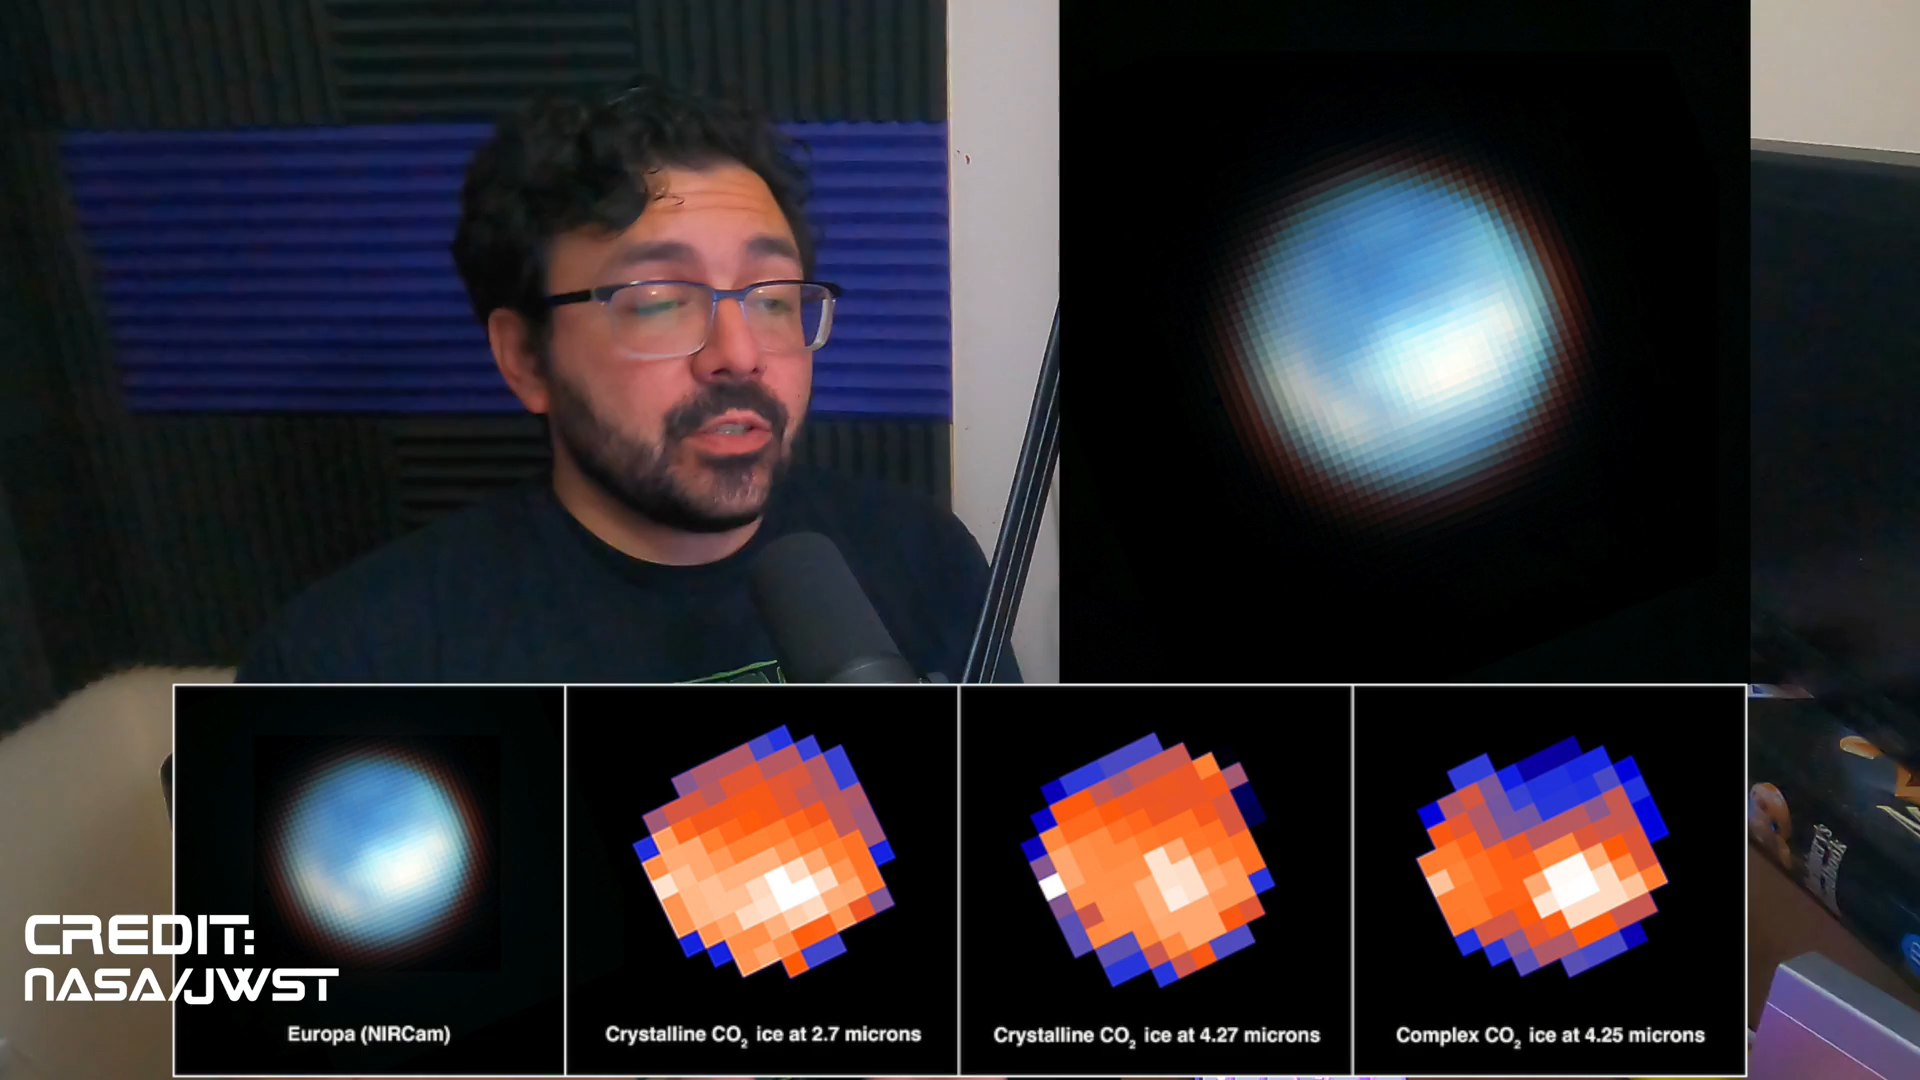 CREDIT:
NASA/JWST
Europa (NIRCam)
Crystalline CO2 ice at 2.7 microns
Crystalline CO2 ice at 4.27 microns
Complex CO2 ice at 4.25 microns